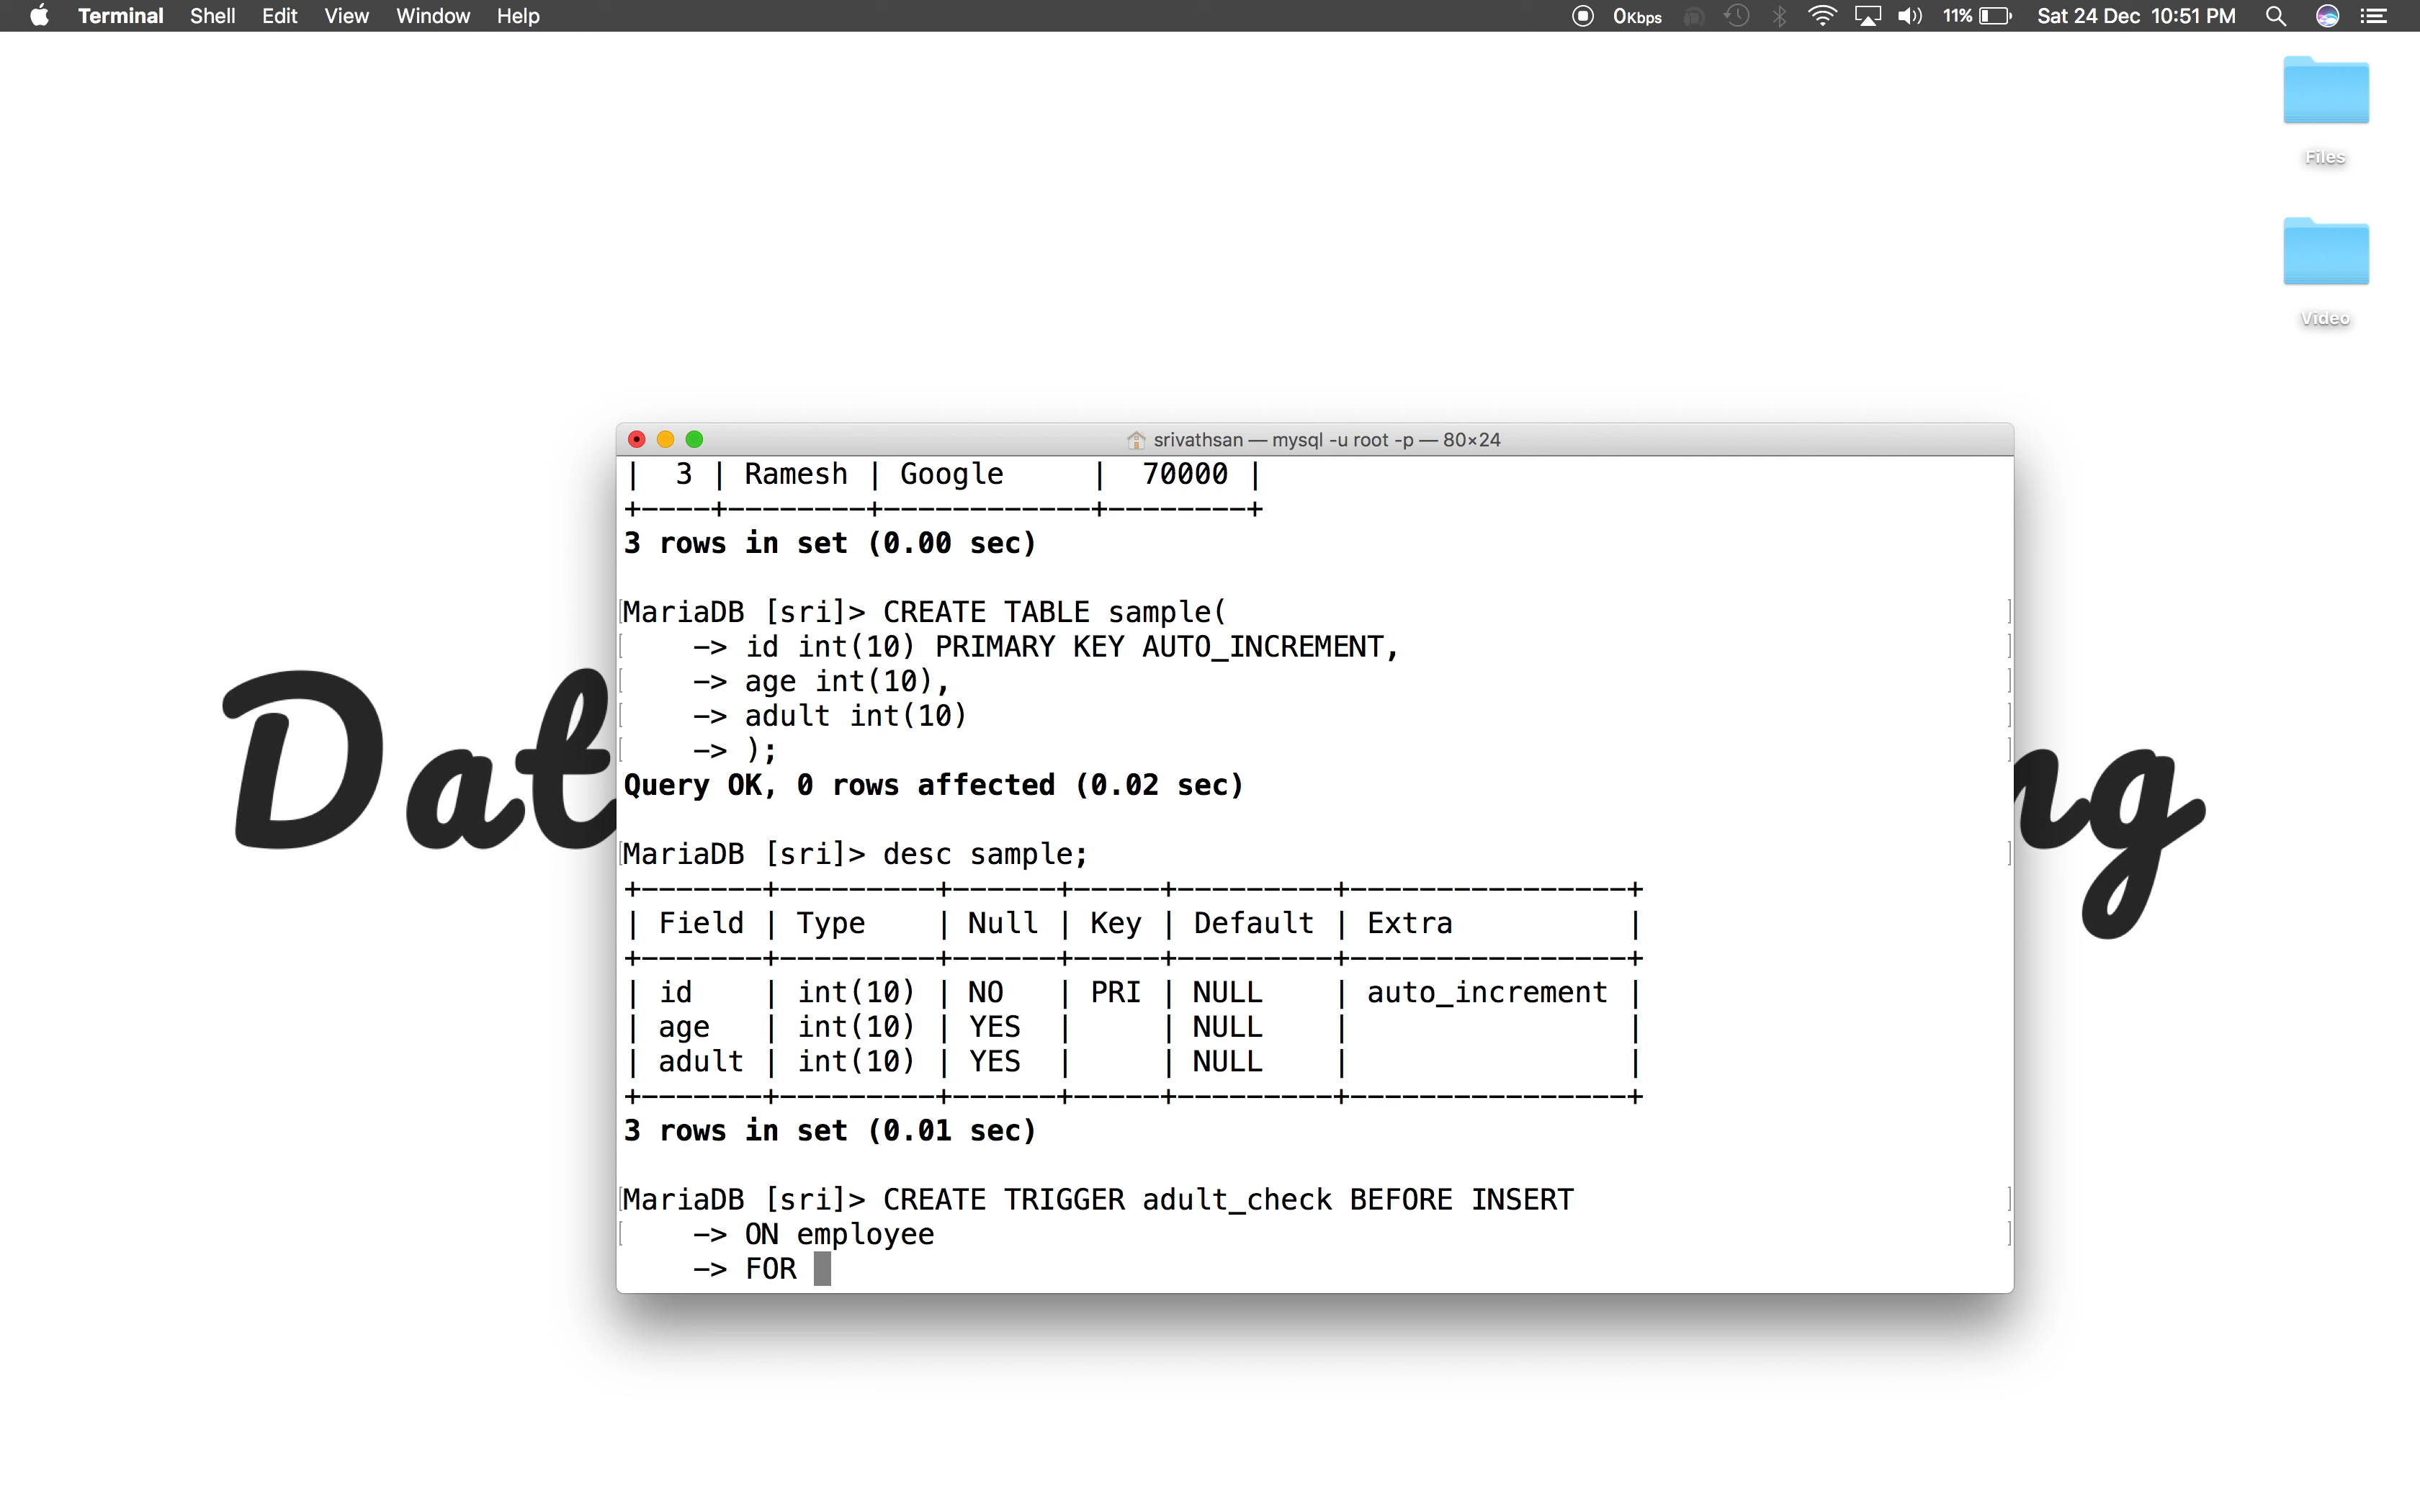 Terminal Shell Edit View Window Help 0Kbps 11% Sat 24 Dec 10:51 PM
Files
Video
srivathsan — mysql -u root -p — 80×24
| 3 | Ramesh | Google | 70000 |
+----+--------+------------+--------+
3 rows in set (0.00 sec)
MariaDB [sri]> CREATE TABLE sample(
-> id int(10) PRIMARY KEY AUTO_INCREMENT,
-> age int(10),
-> adult int(10)
-> );
Query OK, 0 rows affected (0.02 sec)
MariaDB [sri]> desc sample;
+-------+---------+------+-----+---------+----------------+
| Field | Type | Null | Key | Default | Extra |
+-------+---------+------+-----+---------+----------------+
| id | int(10) | NO | PRI | NULL | auto_increment |
| age | int(10) | YES | | NULL | |
| adult | int(10) | YES | | NULL | |
+-------+---------+------+-----+---------+----------------+
3 rows in set (0.01 sec)
MariaDB [sri]> CREATE TRIGGER adult_check BEFORE INSERT
-> ON employee
-> FOR
Dat
ng